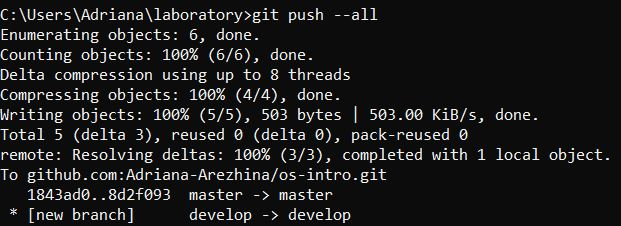 C:\Users\Adriana\laboratory>git push --all
Enumerating objects: 6, done.
Counting objects: 100% (6/6), done.
Delta compression using up to 8 threads
Compressing objects: 100% (4/4), done.
Writing objects: 100% (5/5), 503 bytes | 503.00 KiB/s, done.
Total 5 (delta 3), reused 0 (delta 0), pack-reused 0
remote: Resolving deltas: 100% (3/3), completed with 1 local object.
To github.com:Adriana-Arezhina/os-intro.git
   1843ad0..8d2f093  master -> master
 * [new branch]      develop -> develop